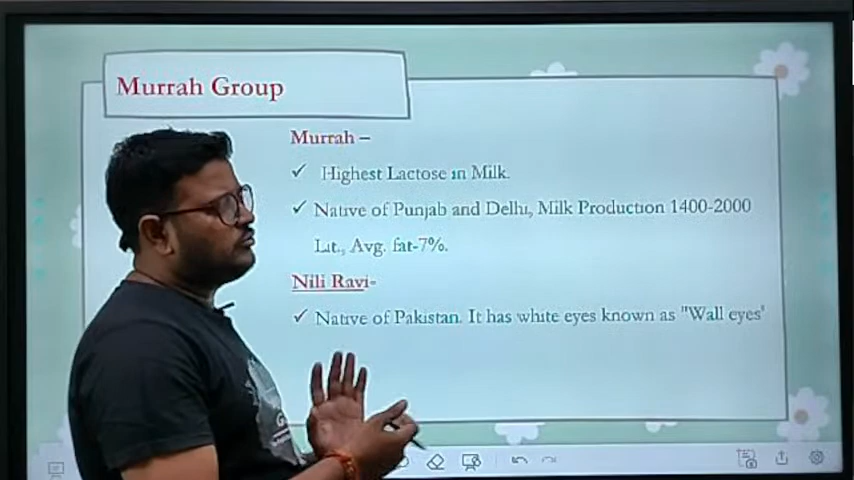 Murrah Group
Murrah –
✓ Highest Lactose in Milk.
✓ Native of Punjab and Delhi, Milk Production 1400-2000
Lit., Avg. fat-7%.
Nili Ravi-
✓ Native of Pakistan. It has white eyes known as "Wall eyes'